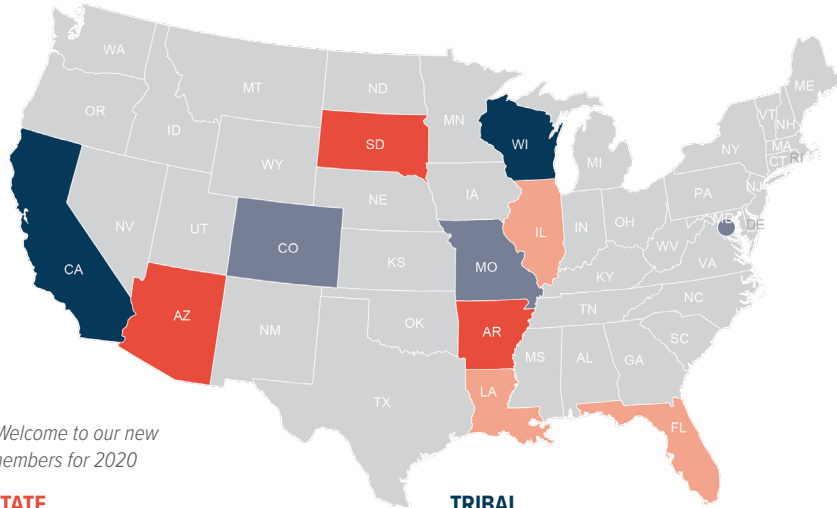 WA
MT
ND
MN
ME
OR
ID
SD
WI
VT
NH
NY
MA
CT
RI
MI
WY
IA
PA
NJ
NE
NV
UT
IL
IN
OH
MD
DE
CO
WV
CA
KS
MO
KY
VA
AZ
NM
OK
AR
TN
NC
SC
MS
AL
GA
TX
LA
FL
Welcome to our new
members for 2020
TATE
TRIBAL